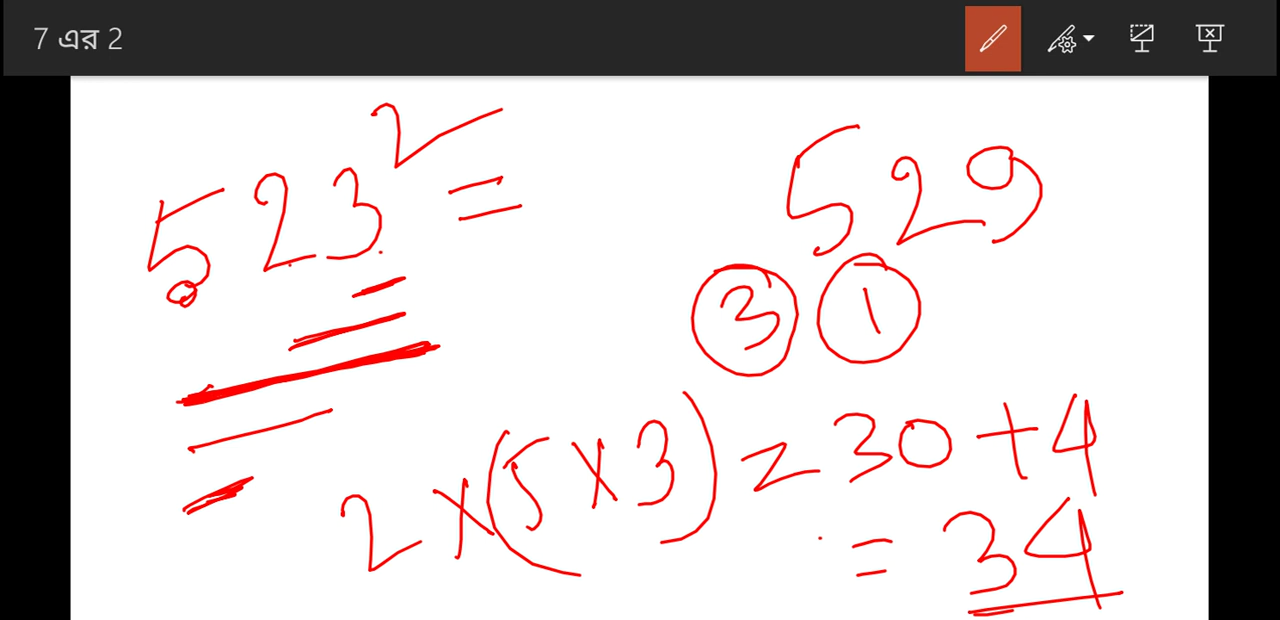 7 এর 2
523² = 529
3 1
2×(5×3) = 30+4
= 34